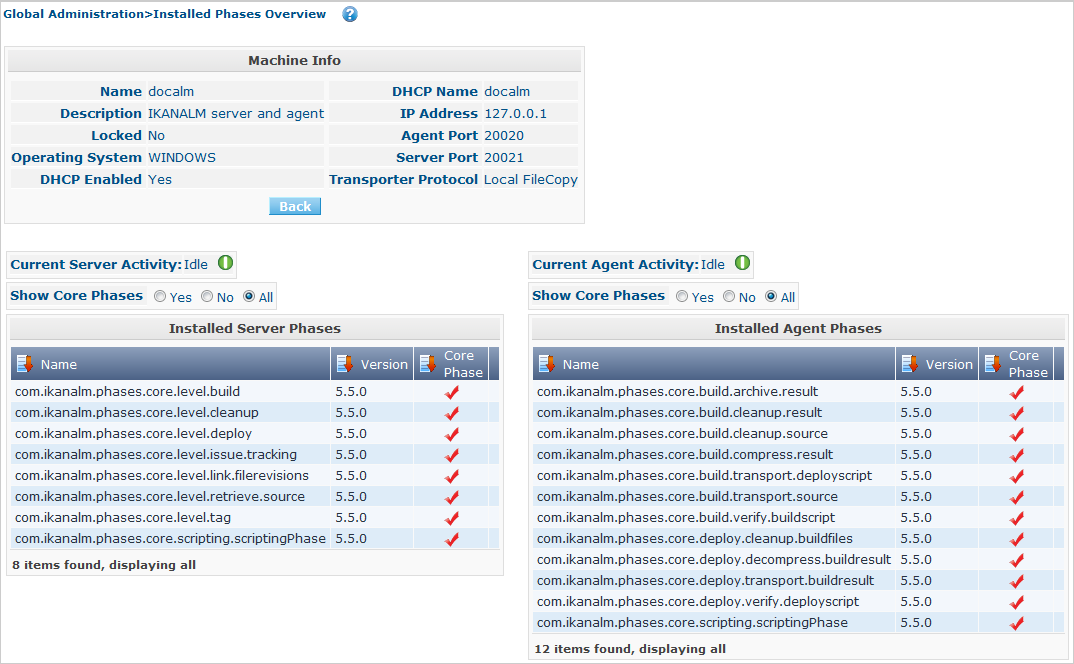 Global Administration>Installed Phases Overview ?
Machine Info
Name docalm DHCP Name docalm
Description IKANALM server and agent IP Address 127.0.0.1
Locked No Agent Port 20020
Operating System WINDOWS Server Port 20021
DHCP Enabled Yes Transporter Protocol Local FileCopy
Back
Current Server Activity: Idle
Show Core Phases Yes No All
Installed Server Phases
Name Version Core Phase
com.ikanalm.phases.core.level.build 5.5.0
com.ikanalm.phases.core.level.cleanup 5.5.0
com.ikanalm.phases.core.level.deploy 5.5.0
com.ikanalm.phases.core.level.issue.tracking 5.5.0
com.ikanalm.phases.core.level.link.filerevisions 5.5.0
com.ikanalm.phases.core.level.retrieve.source 5.5.0
com.ikanalm.phases.core.level.tag 5.5.0
com.ikanalm.phases.core.scripting.scriptingPhase 5.5.0
8 items found, displaying all
Current Agent Activity: Idle
Show Core Phases Yes No All
Installed Agent Phases
Name Version Core Phase
com.ikanalm.phases.core.build.archive.result 5.5.0
com.ikanalm.phases.core.build.cleanup.result 5.5.0
com.ikanalm.phases.core.build.cleanup.source 5.5.0
com.ikanalm.phases.core.build.compress.result 5.5.0
com.ikanalm.phases.core.build.transport.deployscript 5.5.0
com.ikanalm.phases.core.build.transport.source 5.5.0
com.ikanalm.phases.core.build.verify.buildscript 5.5.0
com.ikanalm.phases.core.deploy.cleanup.buildfiles 5.5.0
com.ikanalm.phases.core.deploy.decompress.buildresult 5.5.0
com.ikanalm.phases.core.deploy.transport.buildresult 5.5.0
com.ikanalm.phases.core.deploy.verify.deployscript 5.5.0
com.ikanalm.phases.core.scripting.scriptingPhase 5.5.0
12 items found, displaying all